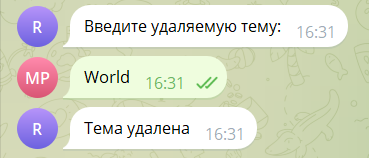 R
Введите удаляемую тему: 16:31
MP
World 16:31
R
Тема удалена 16:31